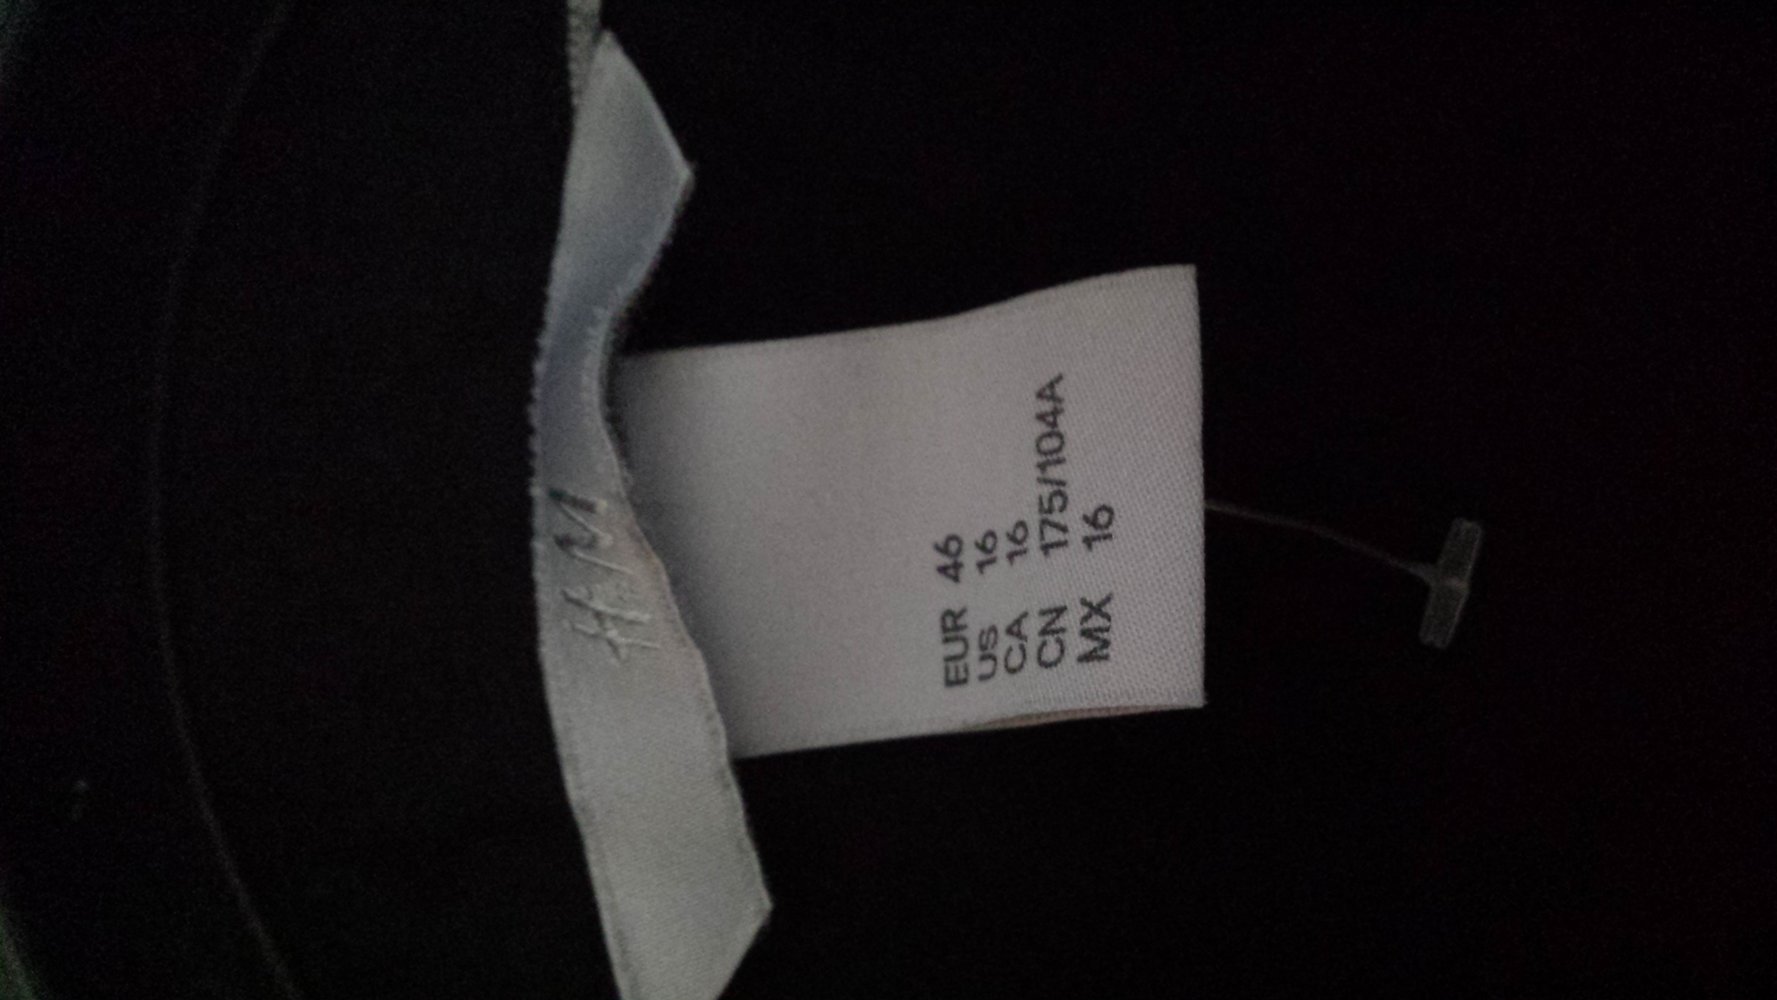 H&M
EUR 46
US 16
CA 16
CN 175/104A
MX 16